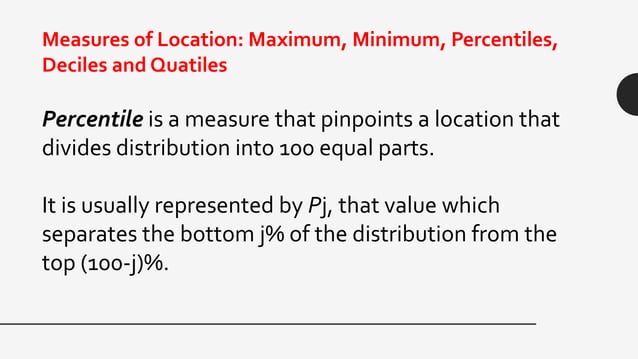 Measures of Location: Maximum, Minimum, Percentiles,
Deciles and Quatiles
Percentile is a measure that pinpoints a location that
divides distribution into 100 equal parts.
It is usually represented by Pj, that value which
separates the bottom j% of the distribution from the
top (100-j)%.